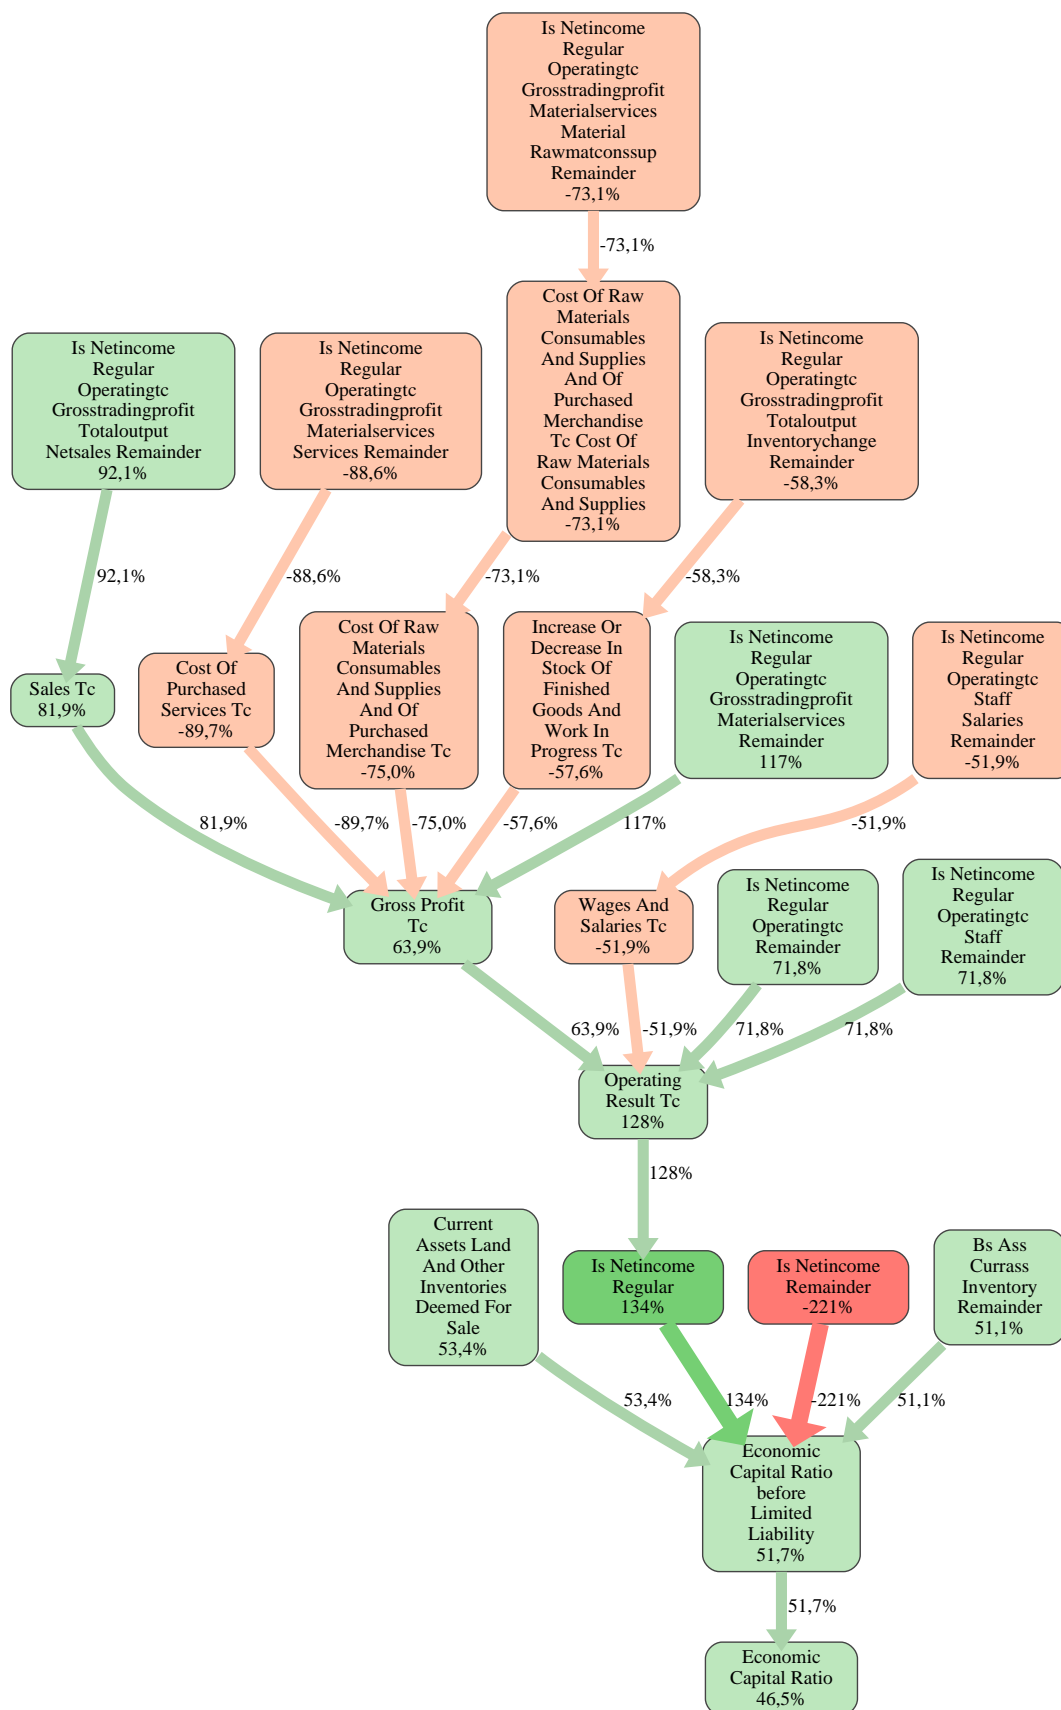 Is Netincome
Regular
Operatingtc
Grosstradingprofit
Materialservices
Material
Rawmatconssup
Remainder
-73,1%
-73,1%
Cost Of Raw
Materials
Consumables
And Supplies
And Of
Purchased
Merchandise
Tc Cost Of
Raw Materials
Consumables
And Supplies
-73,1%
Is Netincome
Regular
Operatingtc
Grosstradingprofit
Totaloutput
Netsales Remainder
92,1%
Is Netincome
Regular
Operatingtc
Grosstradingprofit
Materialservices
Services Remainder
-88,6%
Is Netincome
Regular
Operatingtc
Grosstradingprofit
Totaloutput
Inventorychange
Remainder
-58,3%
92,1%
-88,6%
-73,1%
-58,3%
Sales Tc
81,9%
Cost Of
Purchased
Services Tc
-89,7%
Cost Of Raw
Materials
Consumables
And Supplies
And Of
Purchased
Merchandise Tc
-75,0%
Increase Or
Decrease In
Stock Of
Finished
Goods And
Work In
Progress Tc
-57,6%
Is Netincome
Regular
Operatingtc
Grosstradingprofit
Materialservices
Remainder
117%
Is Netincome
Regular
Operatingtc
Staff
Salaries
Remainder
-51,9%
81,9%
-89,7%
-75,0%
-57,6%
117%
-51,9%
Gross Profit
Tc
63,9%
Wages And
Salaries Tc
-51,9%
Is Netincome
Regular
Operatingtc
Remainder
71,8%
Is Netincome
Regular
Operatingtc
Staff
Remainder
71,8%
63,9%
-51,9%
71,8%
71,8%
Operating
Result Tc
128%
128%
Current
Assets Land
And Other
Inventories
Deemed For
Sale
53,4%
Is Netincome
Regular
134%
Is Netincome
Remainder
-221%
Bs Ass
Currass
Inventory
Remainder
51,1%
53,4%
134%
-221%
51,1%
Economic
Capital Ratio
before
Limited
Liability
51,7%
51,7%
Economic
Capital Ratio
46,5%